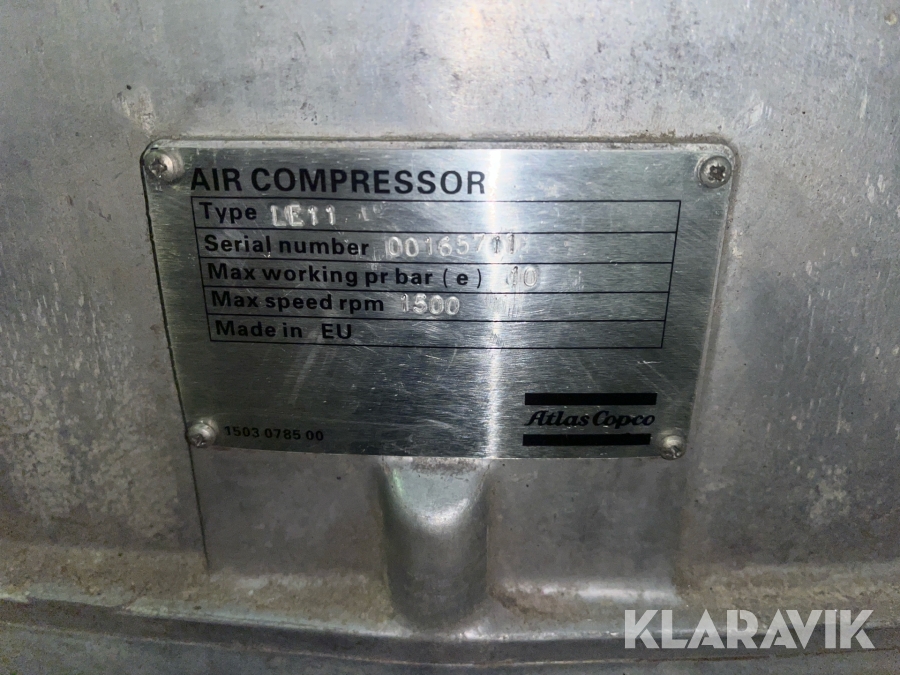 AIR COMPRESSOR
Type LE11
Serial number
Max working pr bar ( e ) 10
Max speed rpm 1500
Made in EU
Atlas Copco
1503 0785 00
KLARAVIK